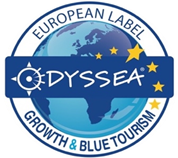 EUROPEAN LABEL
ODYSSEA
GROWTH & BLUE TOURISM